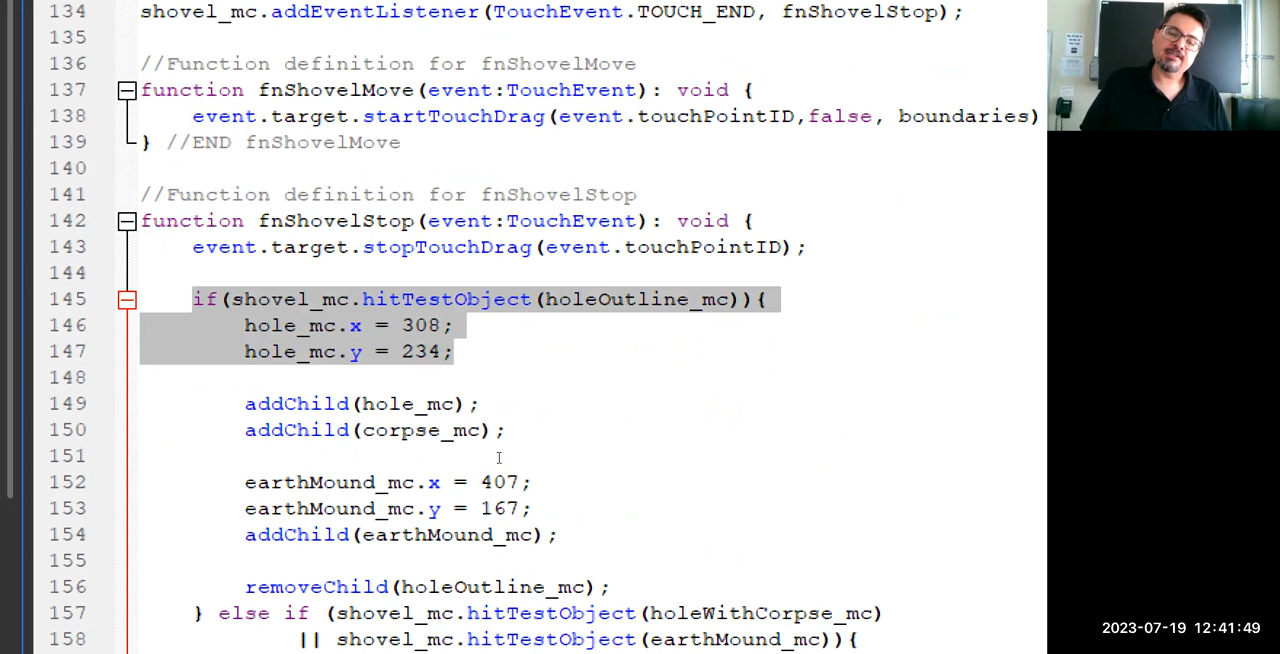 134 shovel_mc.addEventListener(TouchEvent.TOUCH_END, fnShovelStop);
135
136 //Function definition for fnShovelMove
137 function fnShovelMove(event:TouchEvent): void {
138 event.target.startTouchDrag(event.touchPointID,false, boundaries)
139 } //END fnShovelMove
140
141 //Function definition for fnShovelStop
142 function fnShovelStop(event:TouchEvent): void {
143 event.target.stopTouchDrag(event.touchPointID);
144
145 if(shovel_mc.hitTestObject(holeOutline_mc)){
146 hole_mc.x = 308;
147 hole_mc.y = 234;
148
149 addChild(hole_mc);
150 addChild(corpse_mc);
151
152 earthMound_mc.x = 407;
153 earthMound_mc.y = 167;
154 addChild(earthMound_mc);
155
156 removeChild(holeOutline_mc);
157 } else if (shovel_mc.hitTestObject(holeWithCorpse_mc)
158 || shovel_mc.hitTestObject(earthMound_mc)){
2023-07-19 12:41:49